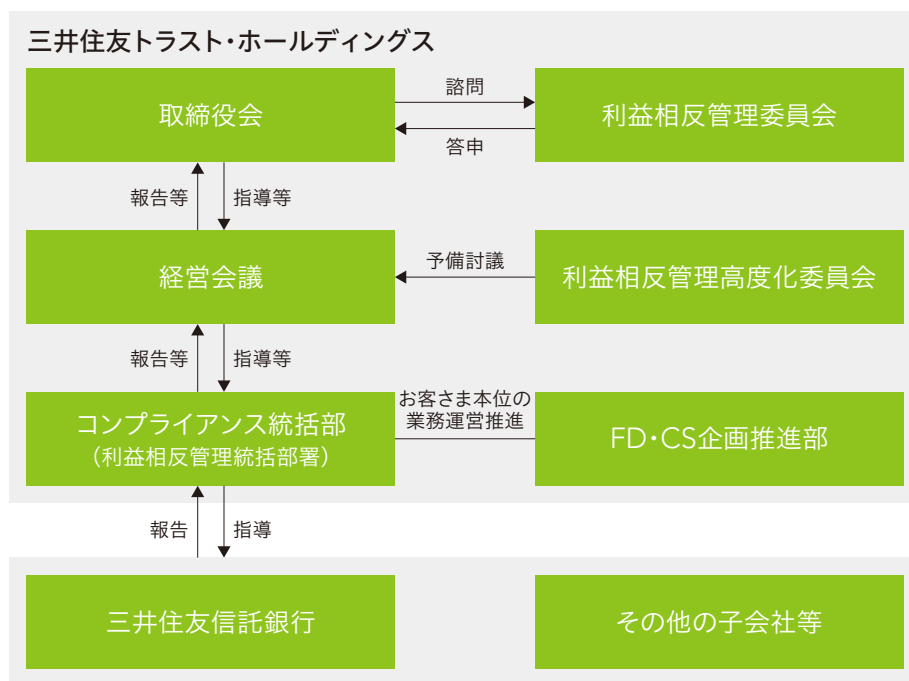 三井住友トラスト・ホールディングス
取締役会
諮問
答申
利益相反管理委員会
報告等
指導等
経営会議
予備討議
利益相反管理高度化委員会
報告等
指導等
コンプライアンス統括部
（利益相反管理統括部署）
お客さま本位の
業務運営推進
FD・CS企画推進部
報告
指導
三井住友信託銀行
その他の子会社等